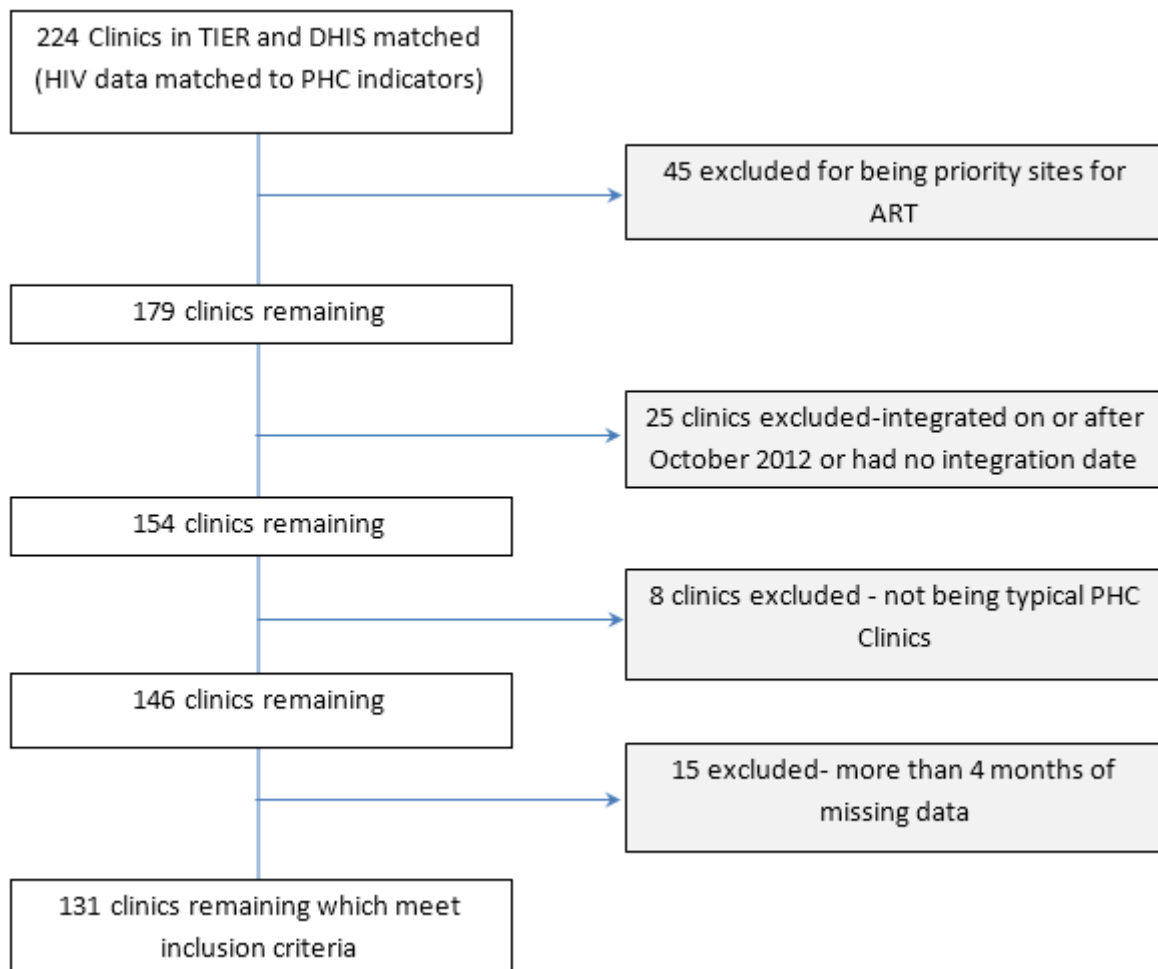 224 Clinics in TIER and DHIS matched
(HIV data matched to PHC indicators)
45 excluded for being priority sites for
ART
179 clinics remaining
25 clinics excluded-integrated on or after
October 2012 or had no integration date
154 clinics remaining
8 clinics excluded - not being typical PHC
Clinics
146 clinics remaining
15 excluded- more than 4 months of
missing data
131 clinics remaining which meet
inclusion criteria